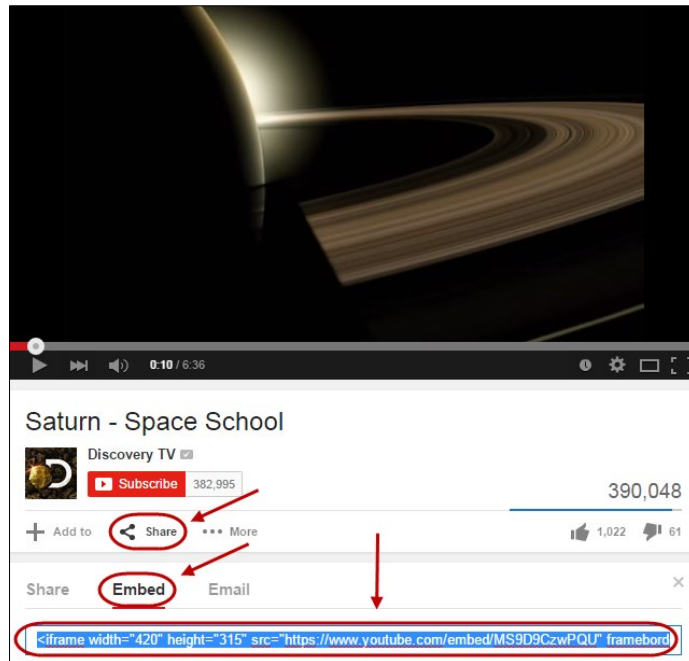 0:10 / 6:36
Saturn - Space School
Discovery TV
Subscribe 382,995
390,048
Add to Share More 1,022 61
Share Embed Email
<iframe width="420" height="315" src="https://www.youtube.com/embed/MS9D9CzwPQU" framebord